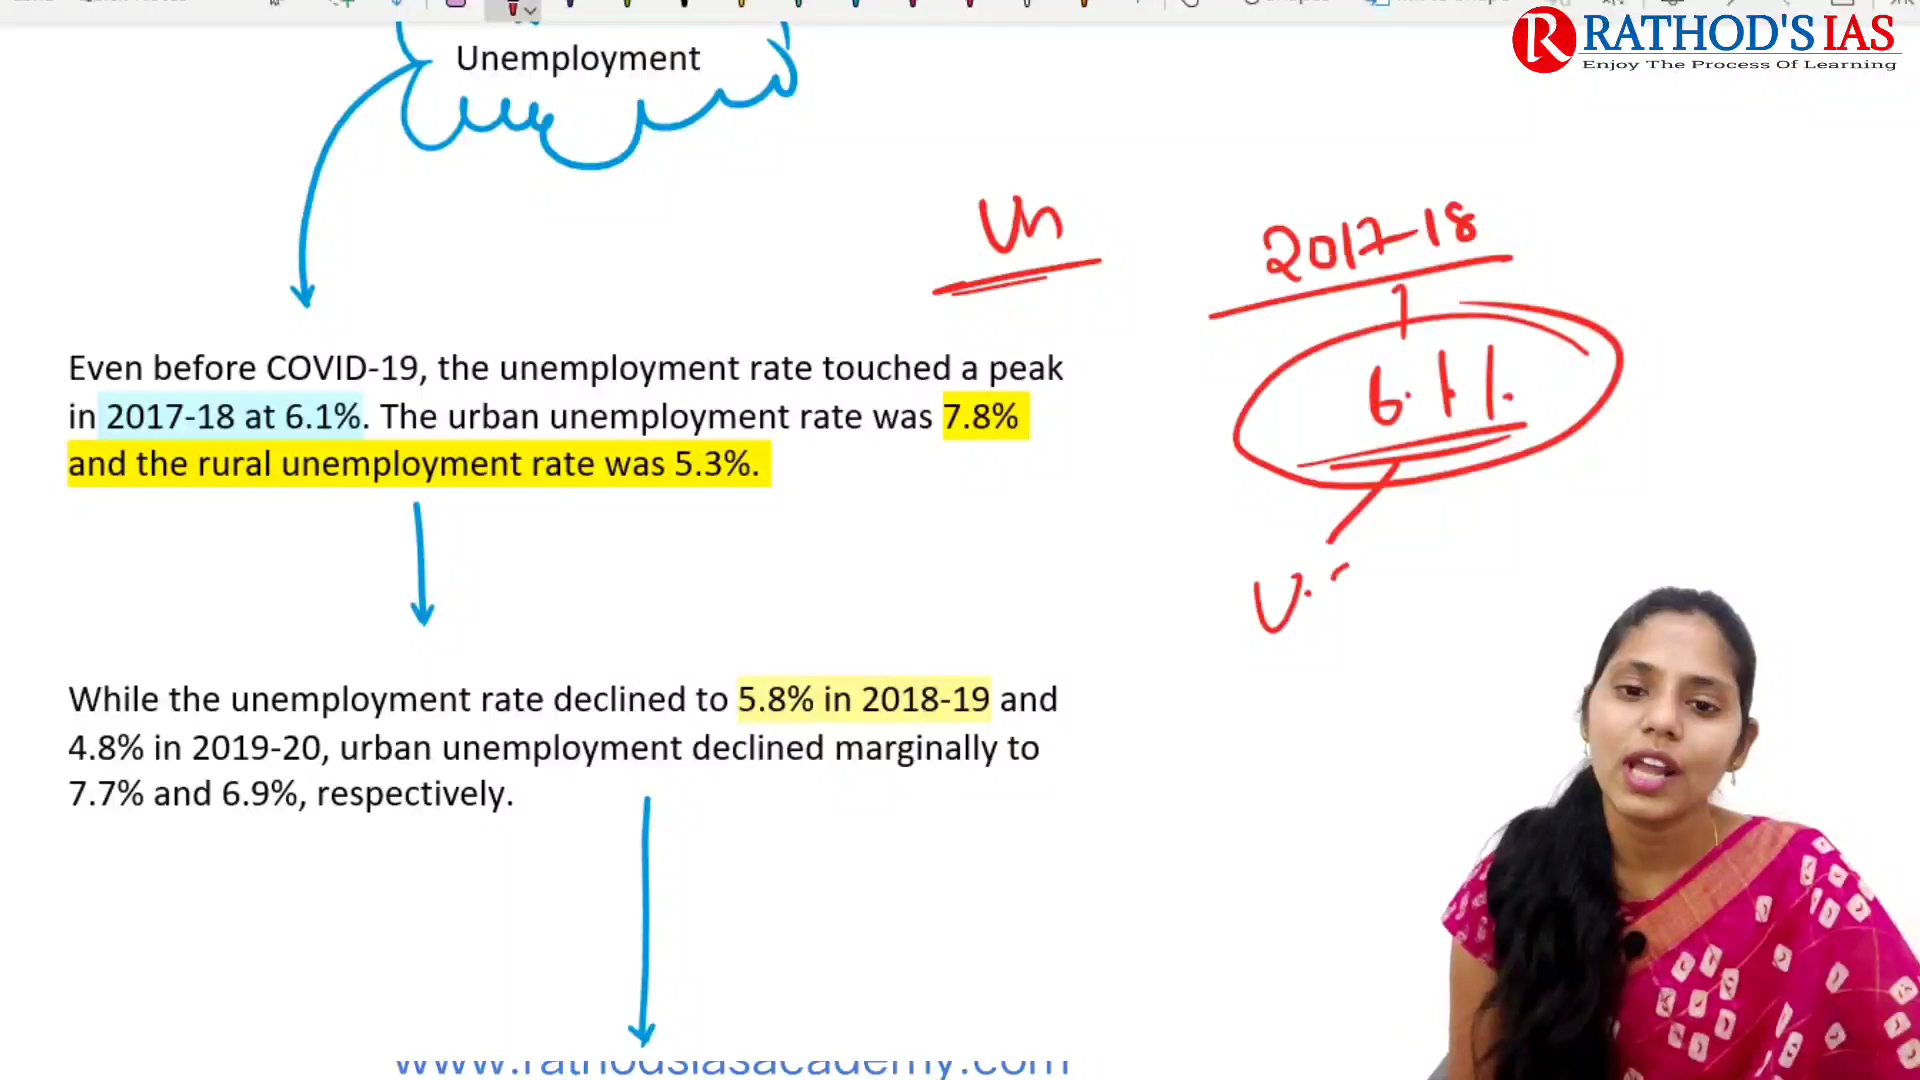 RATHOD'S IAS
Enjoy The Process Of Learning
Unemployment
Un
2017-18
6.1%
Even before COVID-19, the unemployment rate touched a peak
in 2017-18 at 6.1%. The urban unemployment rate was 7.8%
and the rural unemployment rate was 5.3%.
U.
While the unemployment rate declined to 5.8% in 2018-19 and
4.8% in 2019-20, urban unemployment declined marginally to
7.7% and 6.9%, respectively.
www.rathodsiasacademy.com